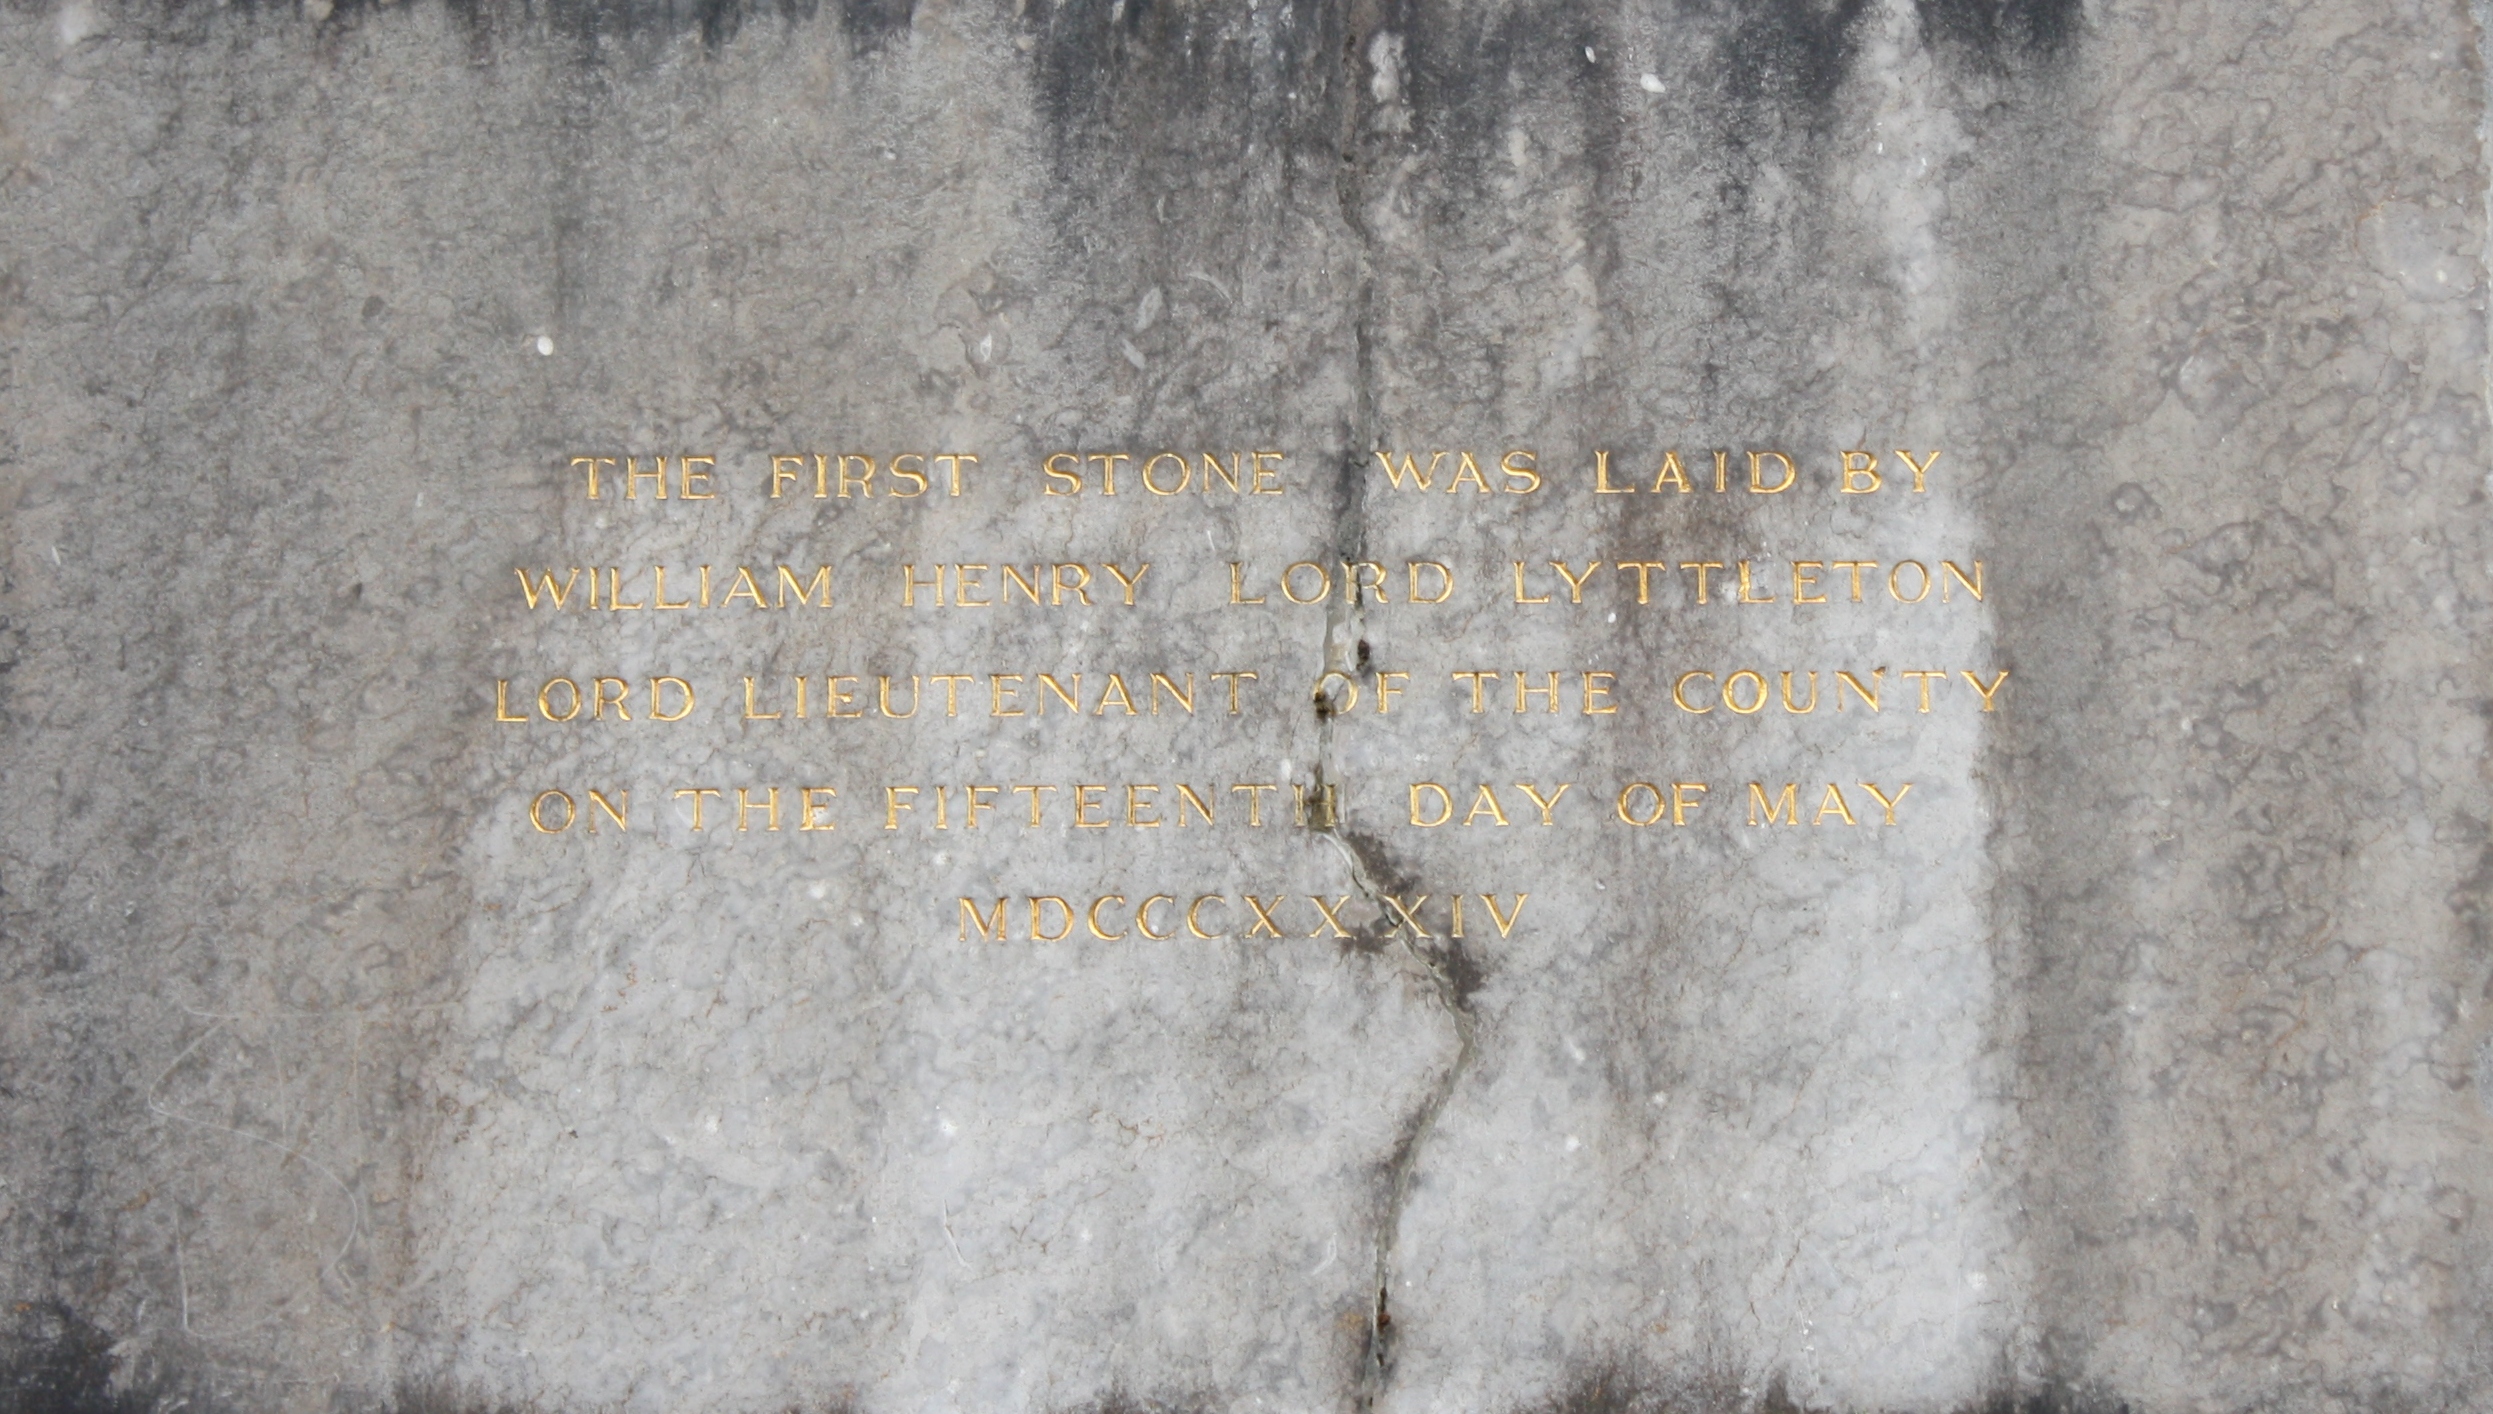 THE FIRST STONE WAS LAID BY
WILLIAM HENRY LORD LYTTLETON
LORD LIEUTENANT OF THE COUNTY
ON THE FIFTEENTH DAY OF MAY
MDCCCXXXIV